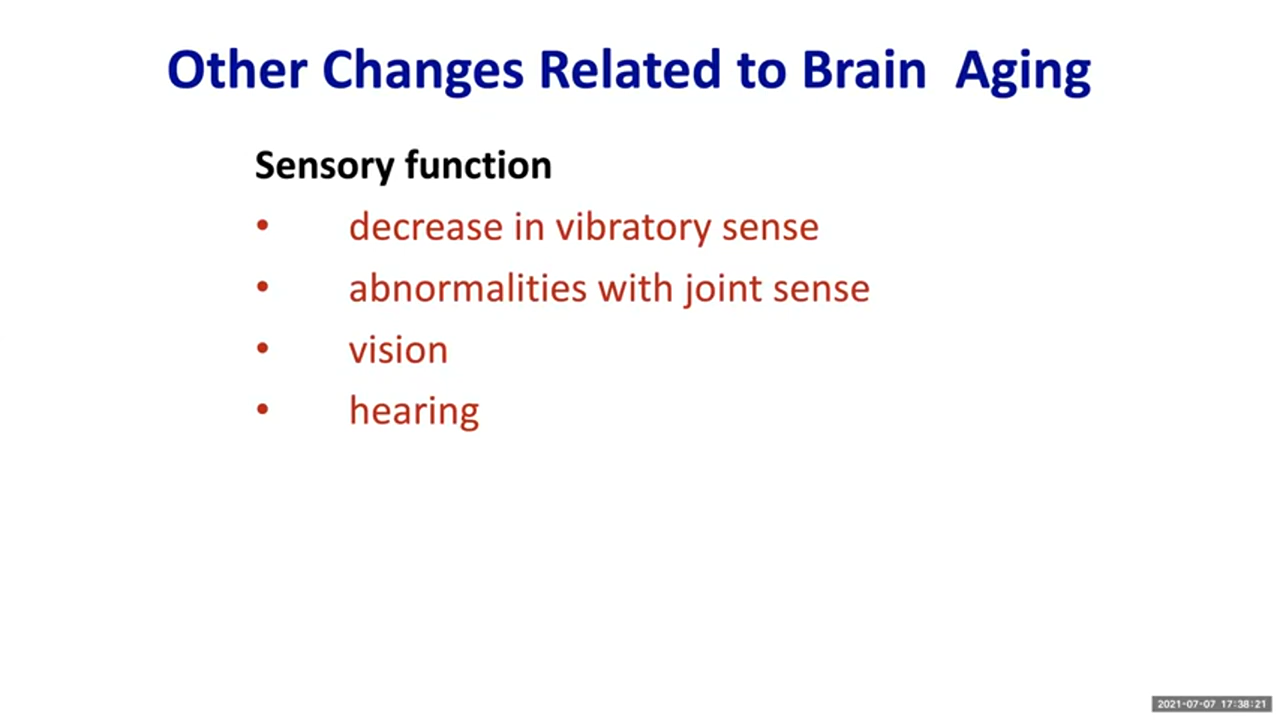 Other Changes Related to Brain  Aging
Sensory function
• decrease in vibratory sense
• abnormalities with joint sense
• vision
• hearing
2021-07-07 17:38:21